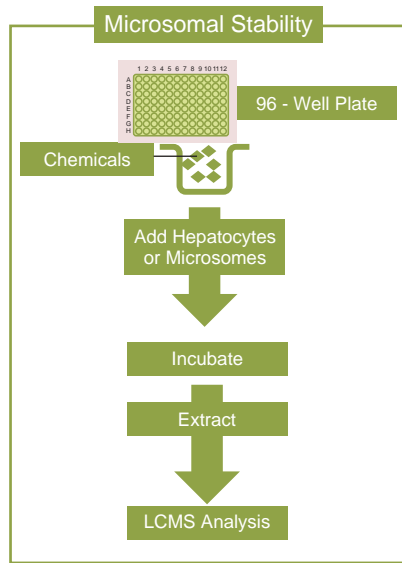 Microsomal Stability
1 2 3 4 5 6 7 8 9 10 11 12
A
B
C
D
E
F
G
H
96 - Well Plate
Chemicals
Add Hepatocytes
or Microsomes
Incubate
Extract
LCMS Analysis